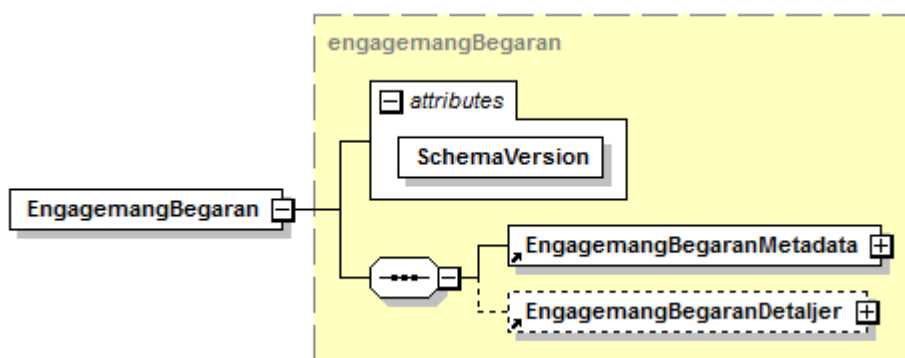 engagemangBegaran
attributes
SchemaVersion
EngagemangBegaran
EngagemangBegaranMetadata
EngagemangBegaranDetaljer